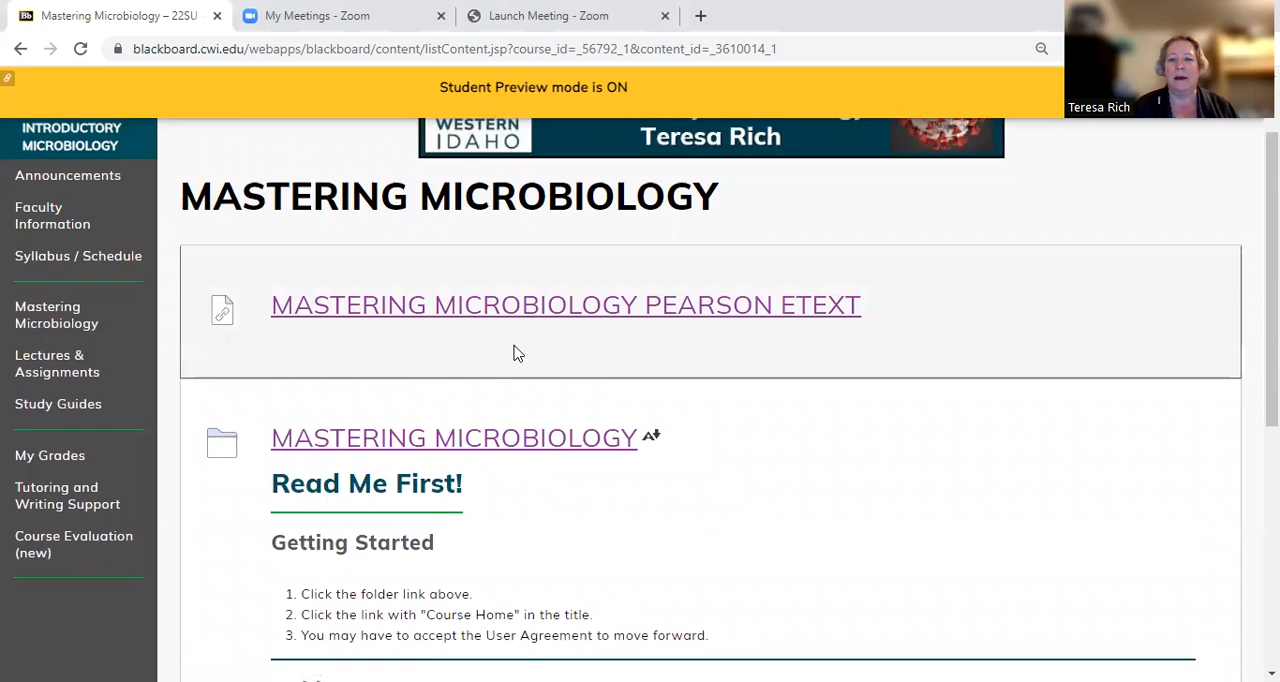 Mastering Microbiology – 22SU -
My Meetings - Zoom
Launch Meeting - Zoom
blackboard.cwi.edu/webapps/blackboard/content/listContent.jsp?course_id=_56792_1&content_id=_3610014_1
Student Preview mode is ON
Teresa Rich
WESTERN
IDAHO
Teresa Rich
INTRODUCTORY
MICROBIOLOGY
Announcements
Faculty
Information
Syllabus / Schedule
Mastering
Microbiology
Lectures &
Assignments
Study Guides
My Grades
Tutoring and
Writing Support
Course Evaluation
(new)
MASTERING MICROBIOLOGY
MASTERING MICROBIOLOGY PEARSON ETEXT
MASTERING MICROBIOLOGY
Read Me First!
Getting Started
1. Click the folder link above.
2. Click the link with "Course Home" in the title.
3. You may have to accept the User Agreement to move forward.